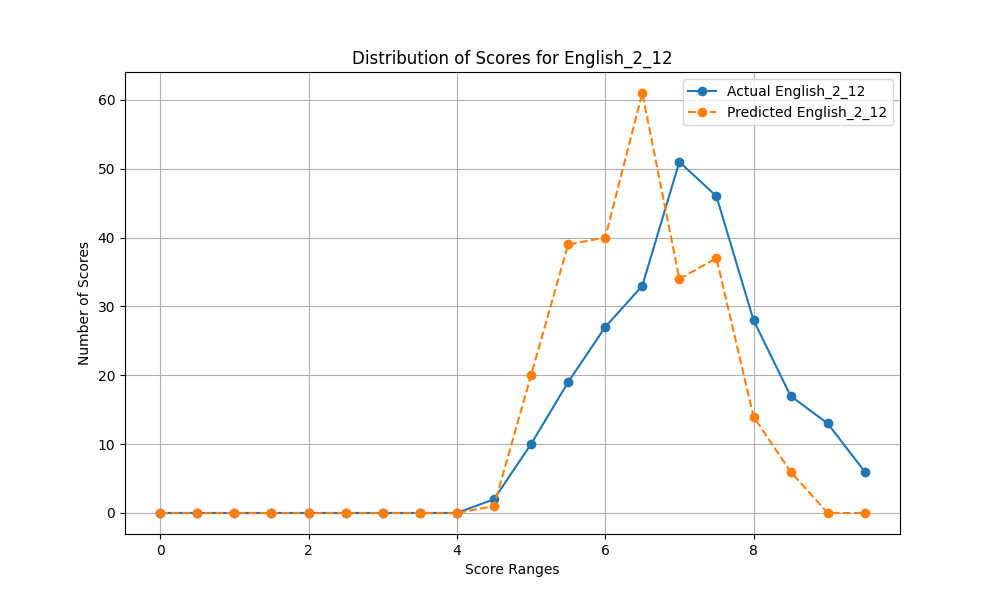 Distribution of Scores for English_2_12
Actual English_2_12
Predicted English_2_12
Number of Scores
60
50
40
30
20
10
0
0 2 4 6 8
Score Ranges